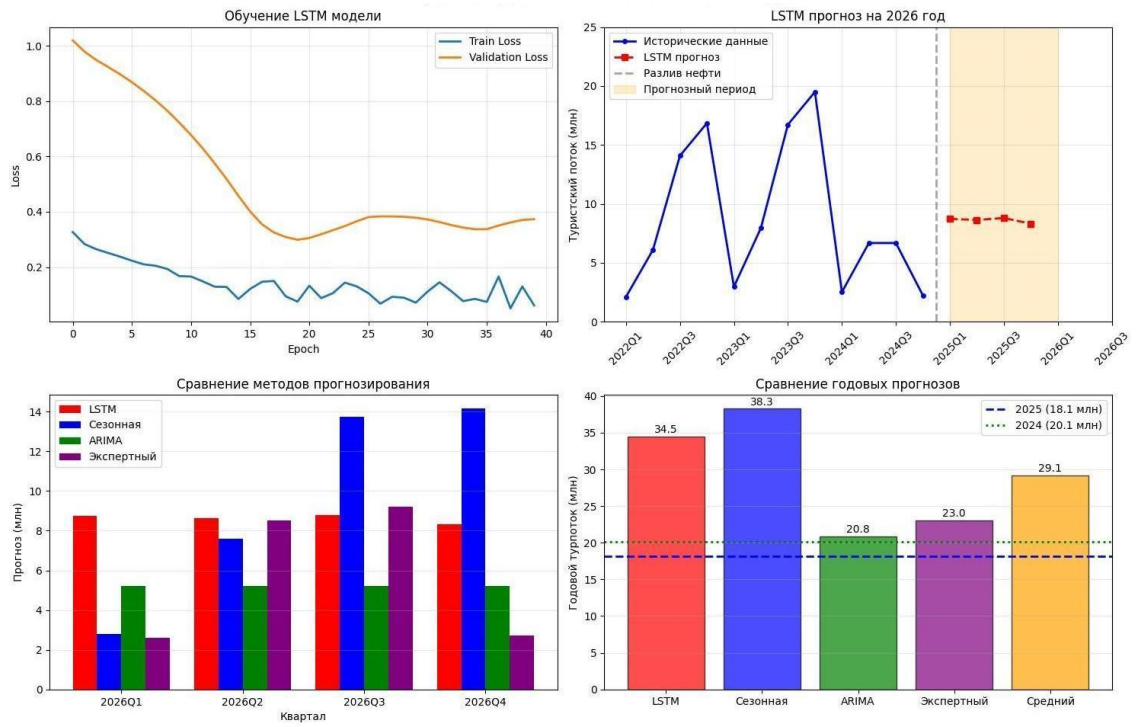 Обучение LSTM модели
Train Loss
Validation Loss
Loss
1.0
0.8
0.6
0.4
0.2
0 5 10 15 20 25 30 35 40
Epoch
LSTM прогноз на 2026 год
Исторические данные
LSTM прогноз
Разлив нефти
Прогнозный период
Туристский поток (млн)
25
20
15
10
5
0
2022Q1 2022Q3 2023Q1 2023Q3 2024Q1 2024Q3 2025Q1 2025Q3 2026Q1 2026Q3
Сравнение методов прогнозирования
LSTM
Сезонная
ARIMA
Экспертный
Прогноз (млн)
14
12
10
8
6
4
2
0
2026Q1 2026Q2 2026Q3 2026Q4
Квартал
Сравнение годовых прогнозов
2025 (18.1 млн)
2024 (20.1 млн)
Годовой турпоток (млн)
40
35
30
25
20
15
10
5
0
34.5 38.3 20.8 23.0 29.1
LSTM Сезонная ARIMA Экспертный Средний